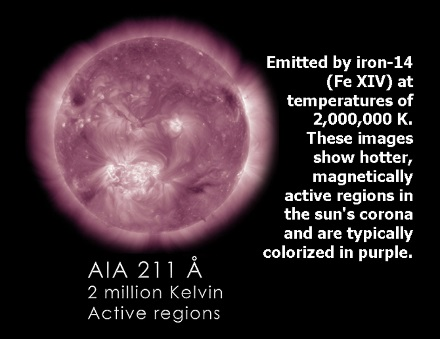 Emitted by iron-14
(Fe XIV) at
temperatures of
2,000,000 K.
These images
show hotter,
magnetically
active regions in
the sun's corona
and are typically
colorized in purple.
AIA 211 Å
2 million Kelvin
Active regions